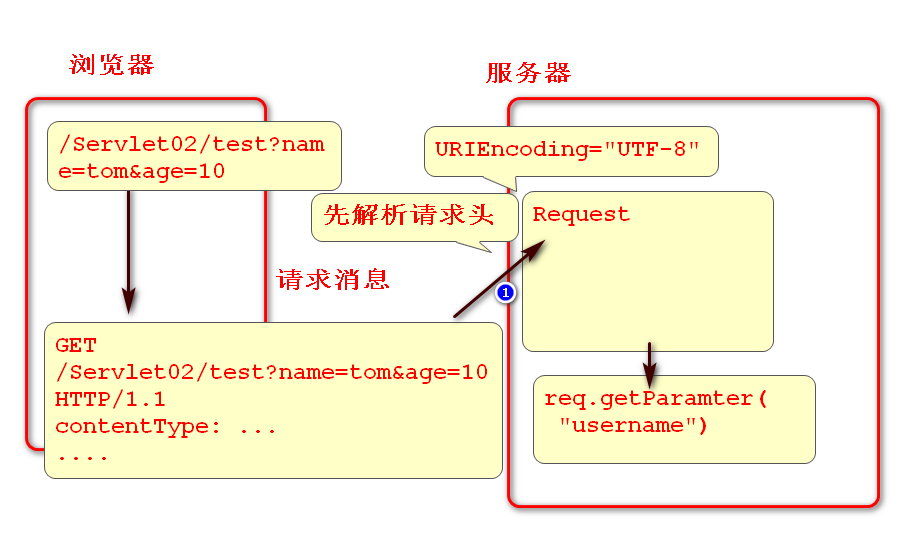 浏览器
服务器
/Servlet02/test?nam
e=tom&age=10
URIEncoding="UTF-8"
先解析请求头
Request
请求消息
1
GET
/Servlet02/test?name=tom&age=10
HTTP/1.1
contentType: ...
....
req.getParamter(
"username")